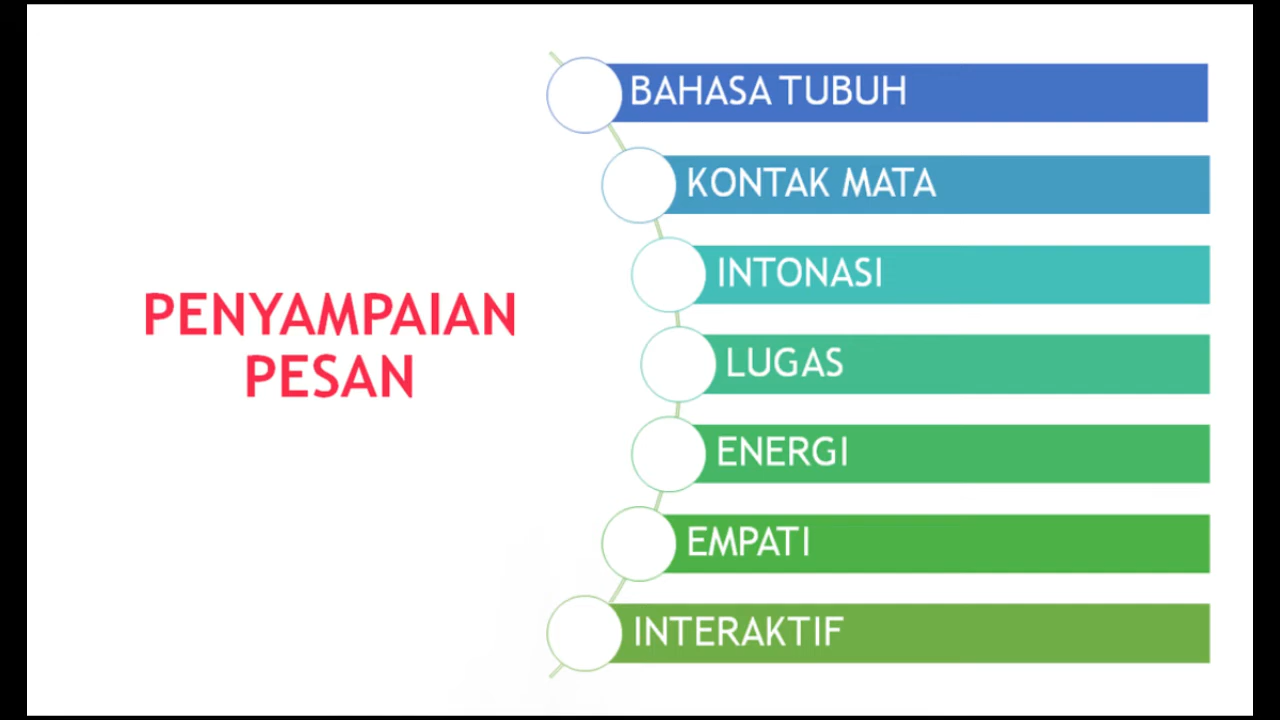 PENYAMPAIAN
PESAN
BAHASA TUBUH
KONTAK MATA
INTONASI
LUGAS
ENERGI
EMPATI
INTERAKTIF